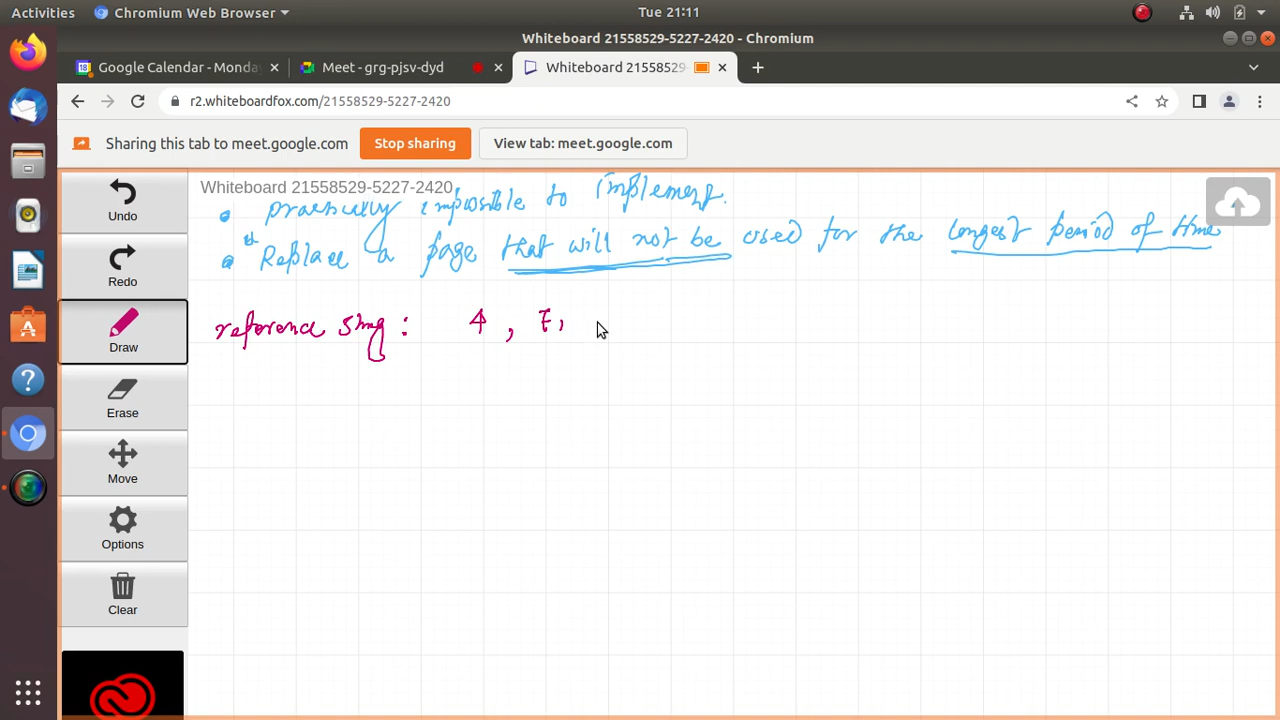 Activities Chromium Web Browser Tue 21:11
Whiteboard 21558529-5227-2420 - Chromium
Google Calendar - Monda Meet - grg-pjsv-dyd Whiteboard 21558529-
r2.whiteboardfox.com/21558529-5227-2420
Sharing this tab to meet.google.com Stop sharing View tab: meet.google.com
Whiteboard 21558529-5227-2420
• practically impossible to implement.
• Replace a page that will not be used for the longest period of time
reference string : 4 , 7,
Undo
Redo
Draw
Erase
Move
Options
Clear